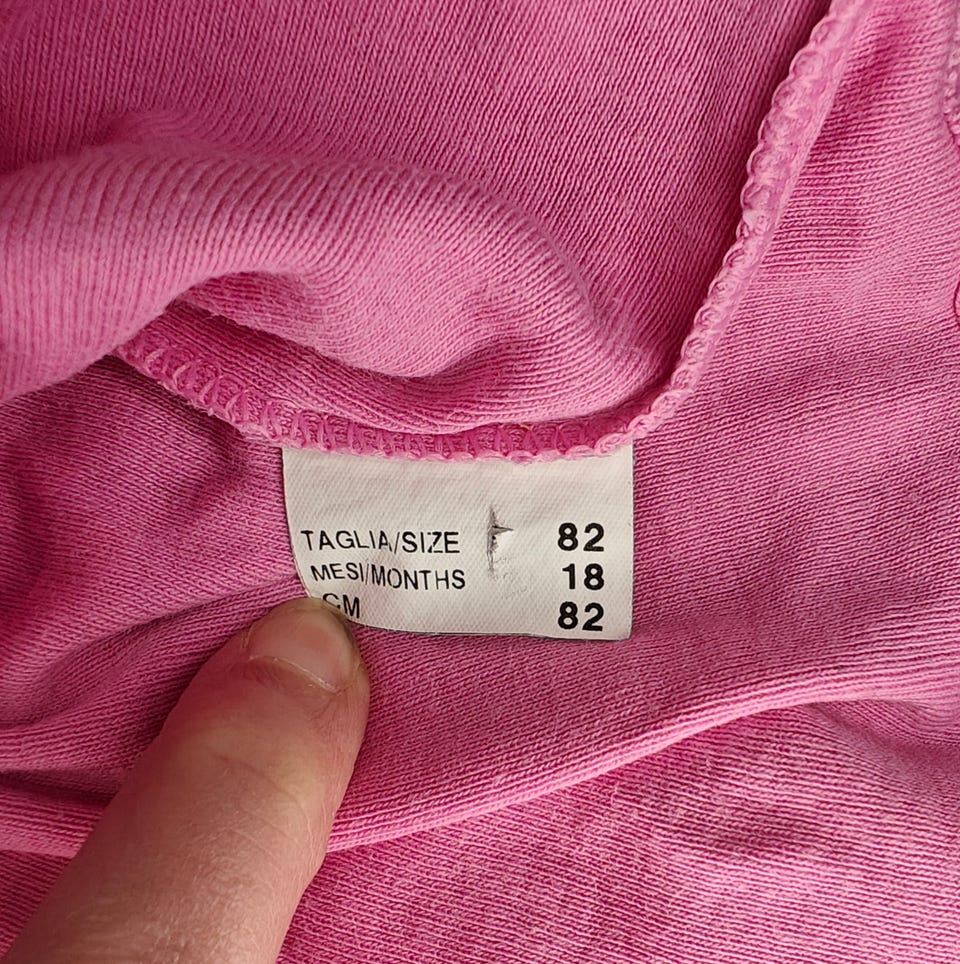 TAGLIA/SIZE 82
MESI/MONTHS 18
CM 82